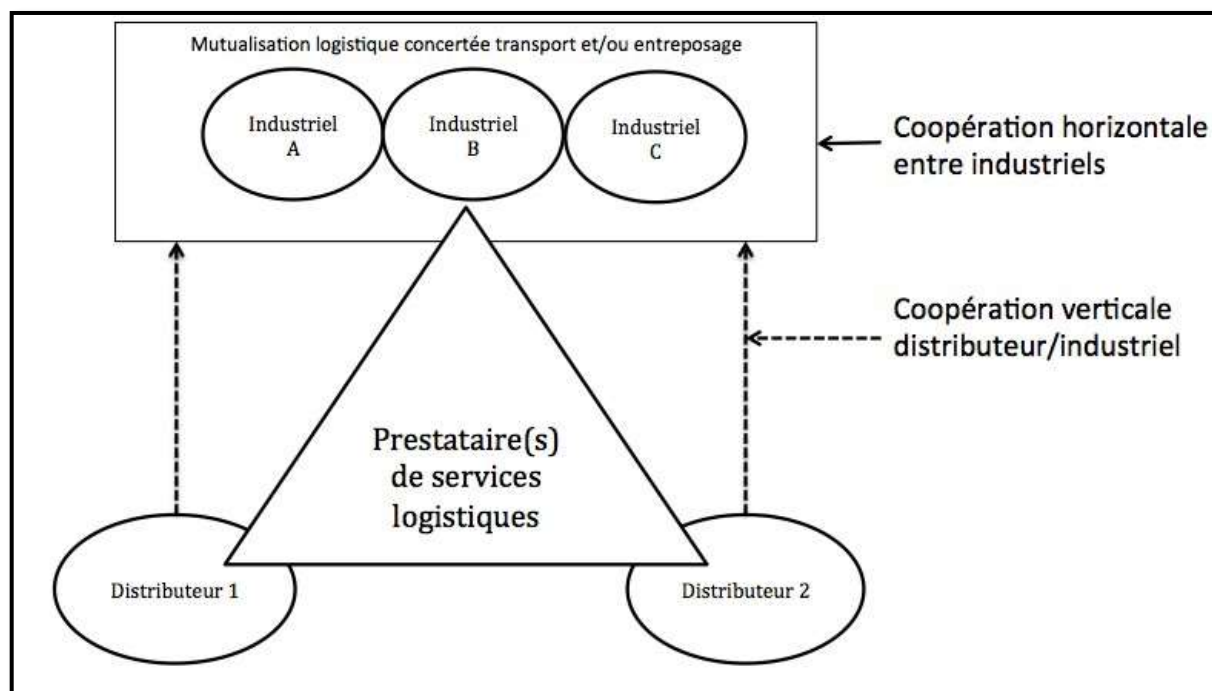 Mutualisation logistique concertée transport et/ou entreposage
Industriel
A
Industriel
B
Industriel
C
Coopération horizontale
entre industriels
Coopération verticale
distributeur/industriel
Prestataire(s)
de services
logistiques
Distributeur 1
Distributeur 2